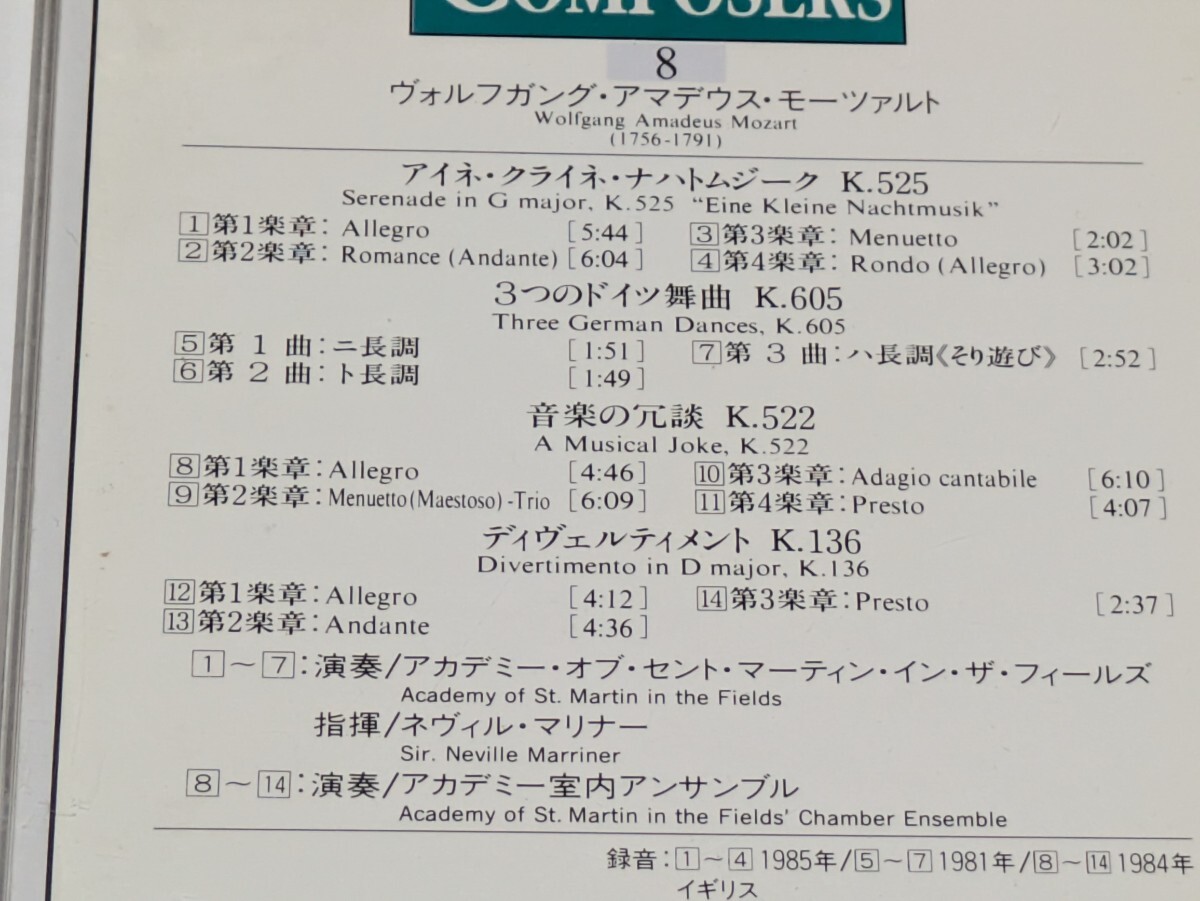 COMPOSERS
8
ヴォルフガング・アマデウス・モーツァルト
Wolfgang Amadeus Mozart
(1756-1791)
アイネ・クライネ・ナハトムジーク K.525
Serenade in G major, K.525 “Eine Kleine Nachtmusik”
1 第1楽章: Allegro [5:44] 3 第3楽章: Menuetto [2:02]
2 第2楽章: Romance (Andante) [6:04] 4 第4楽章: Rondo (Allegro) [3:02]
3つのドイツ舞曲 K.605
Three German Dances, K.605
5 第 1 曲:ニ長調 [1:51] 7 第 3 曲:ハ長調《そり遊び》 [2:52]
6 第 2 曲:ト長調 [1:49]
音楽の冗談 K.522
A Musical Joke, K.522
8 第1楽章: Allegro [4:46] 10 第3楽章: Adagio cantabile [6:10]
9 第2楽章: Menuetto (Maestoso) -Trio [6:09] 11 第4楽章: Presto [4:07]
ディヴェルティメント K.136
Divertimento in D major, K.136
12 第1楽章: Allegro [4:12] 14 第3楽章: Presto [2:37]
13 第2楽章: Andante [4:36]
1～7:演奏/アカデミー・オブ・セント・マーティン・イン・ザ・フィールズ
Academy of St. Martin in the Fields
指揮/ネヴィル・マリナー
Sir. Neville Marriner
8～14:演奏/アカデミー室内アンサンブル
Academy of St. Martin in the Fields' Chamber Ensemble
録音:1～4 1985年/5～7 1981年/8～14 1984年
イギリス